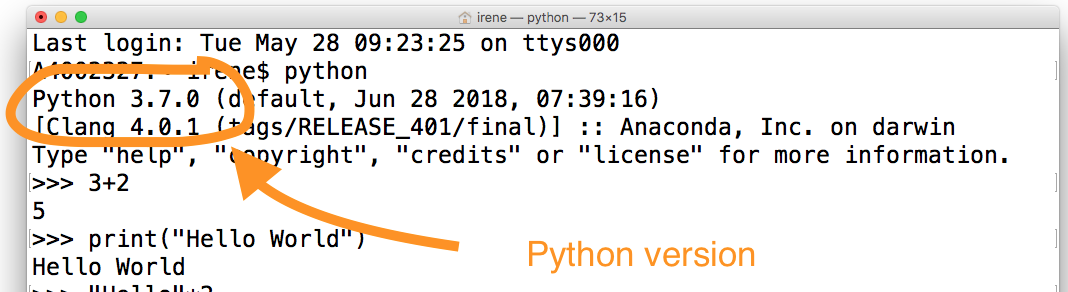 irene — python — 73×15
Last login: Tue May 28 09:23:25 on ttys000
A4002327:~ irene$ python
Python 3.7.0 (default, Jun 28 2018, 07:39:16)
[Clang 4.0.1 (tags/RELEASE_401/final)] :: Anaconda, Inc. on darwin
Type "help", "copyright", "credits" or "license" for more information.
>>> 3+2
5
>>> print("Hello World")
Python version
Hello World
>>> "Hello"*2